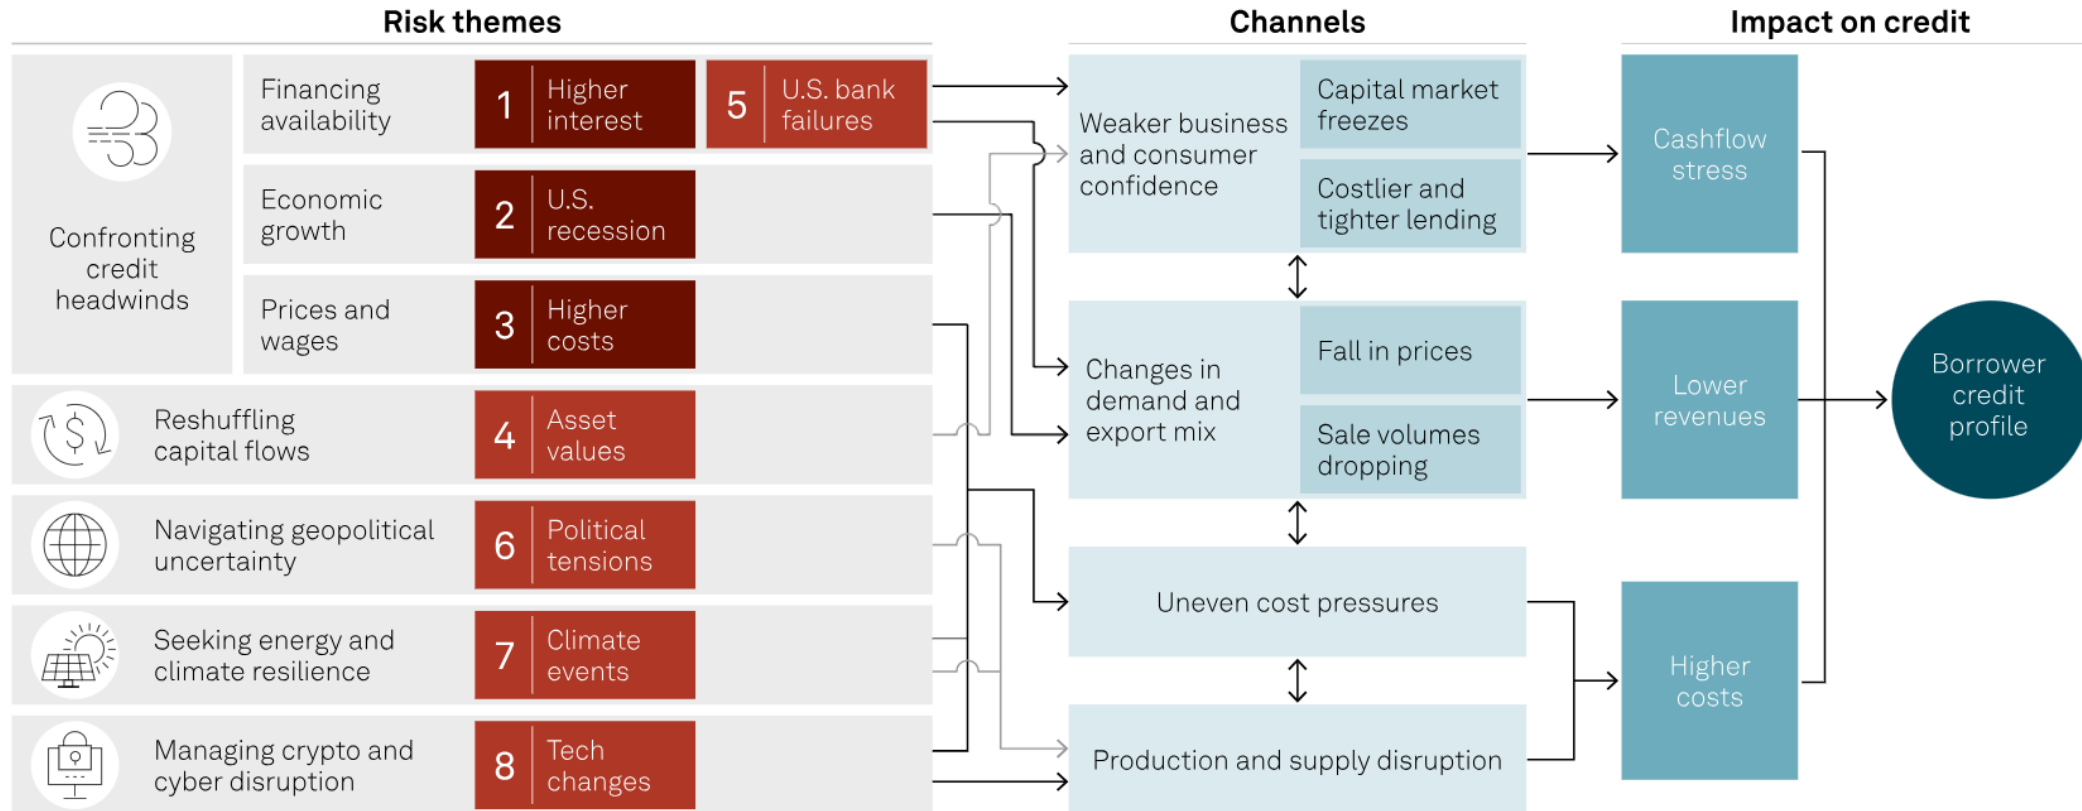 Risk themes
Channels
Impact on credit
Confronting
credit
headwinds
Financing
availability
1
Higher
interest
5
U.S. bank
failures
Economic
growth
2
U.S.
recession
Prices and
wages
3
Higher
costs
Reshuffling
capital flows
4
Asset
values
Navigating geopolitical
uncertainty
6
Political
tensions
Seeking energy and
climate resilience
7
Climate
events
Managing crypto and
cyber disruption
8
Tech
changes
Weaker business
and consumer
confidence
Capital market
freezes
Costlier and
tighter lending
Changes in
demand and
export mix
Fall in prices
Sale volumes
dropping
Uneven cost pressures
Production and supply disruption
Cashflow
stress
Lower
revenues
Higher
costs
Borrower
credit
profile